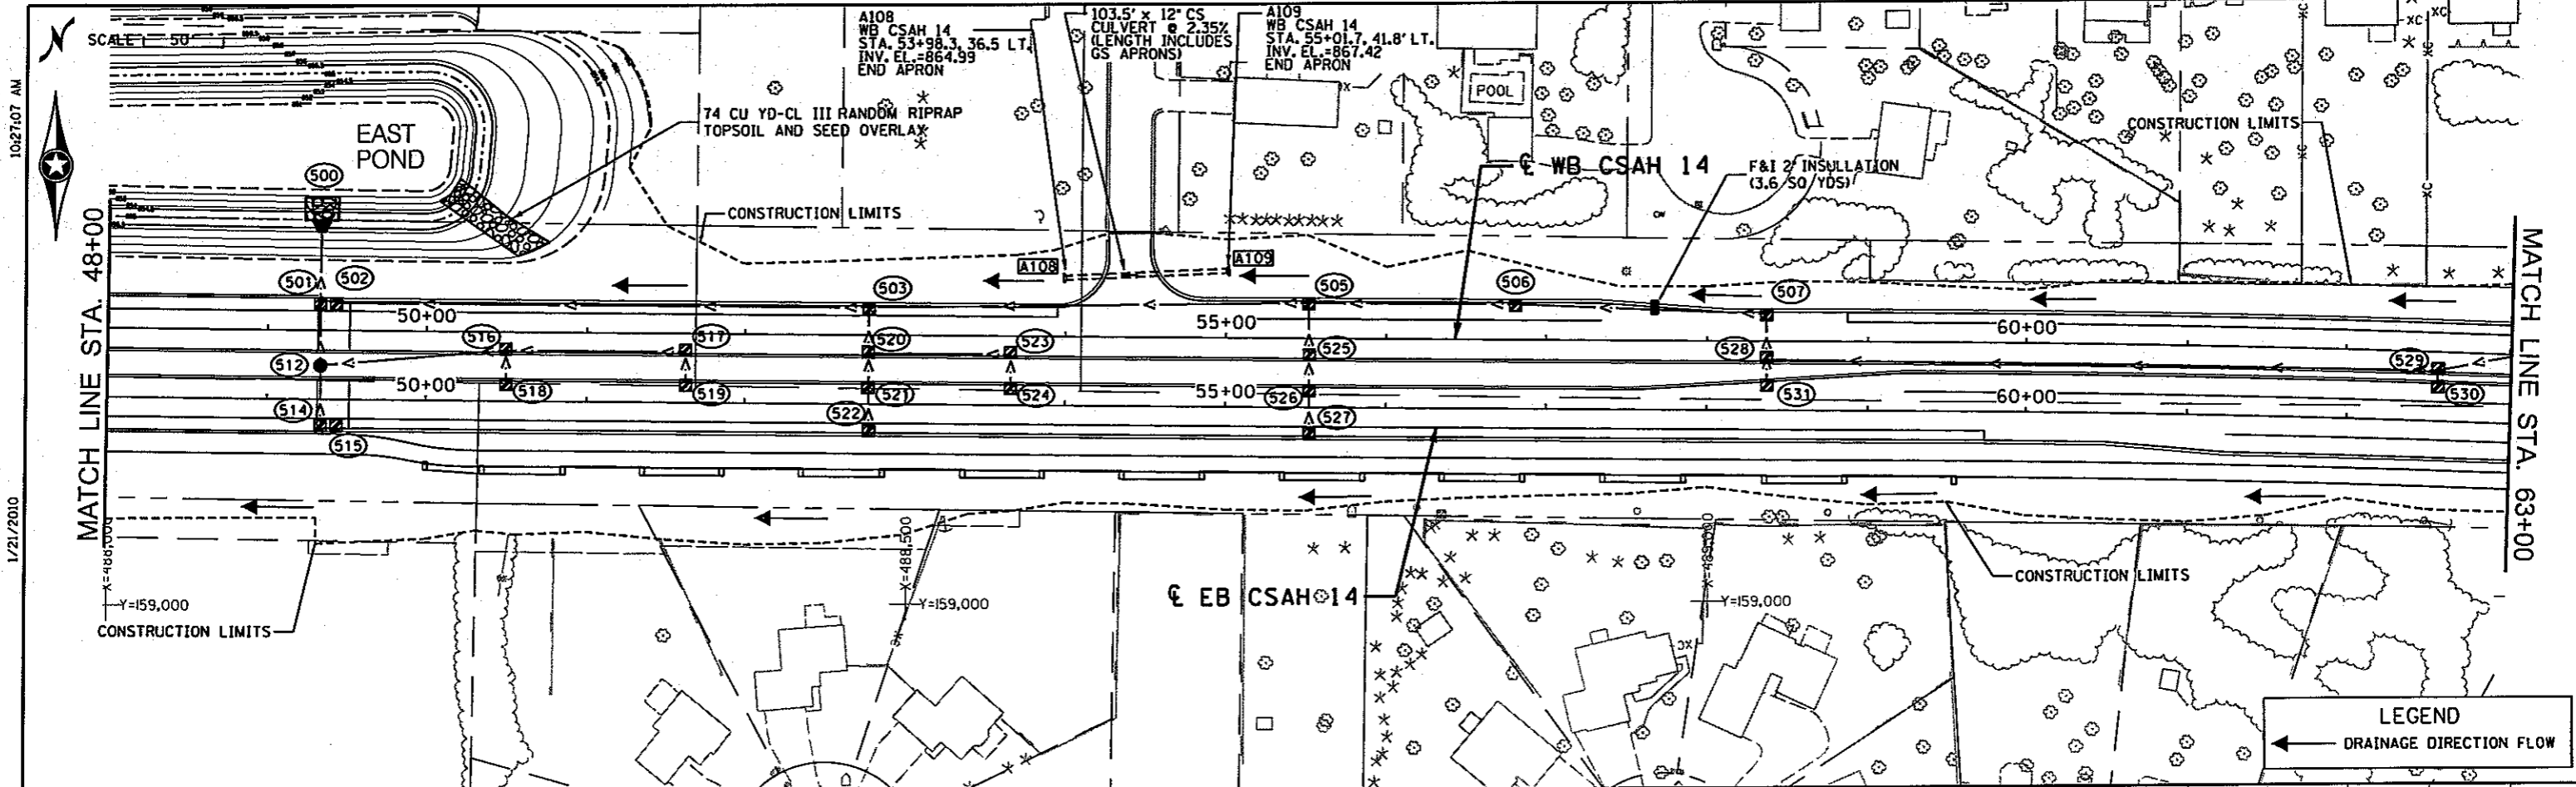 10:27:07 AM
1/21/2010
N
SCALE 50
EAST
POND
500
74 CU YD-CL III RANDOM RIPRAP
TOPSOIL AND SEED OVERLAY
CONSTRUCTION LIMITS
A108
WB CSAH 14
STA. 53+98.3, 36.5 LT.
INV. EL.=864.99
END APRON
103.5' x 12" CS
CULVERT @ 2.35%
(LENGTH INCLUDES
GS APRONS)
A109
WB CSAH 14
STA. 55+01.7, 41.8' LT.
INV. EL.=867.42
END APRON
POOL
℄ WB CSAH 14
F&I 2" INSULLATION
(3.6 SQ YDS)
CONSTRUCTION LIMITS
MATCH LINE STA. 48+00
A108
A109
501
502
503
505
506
507
50+00
55+00
60+00
516
517
520
523
525
528
529
512
50+00
55+00
60+00
518
519
521
524
526
531
530
514
522
527
515
MATCH LINE STA. 63+00
X=488,000
X=488,500
X=489,000
Y=159,000
Y=159,000
Y=159,000
CONSTRUCTION LIMITS
℄ EB CSAH 14
CONSTRUCTION LIMITS
LEGEND
DRAINAGE DIRECTION FLOW